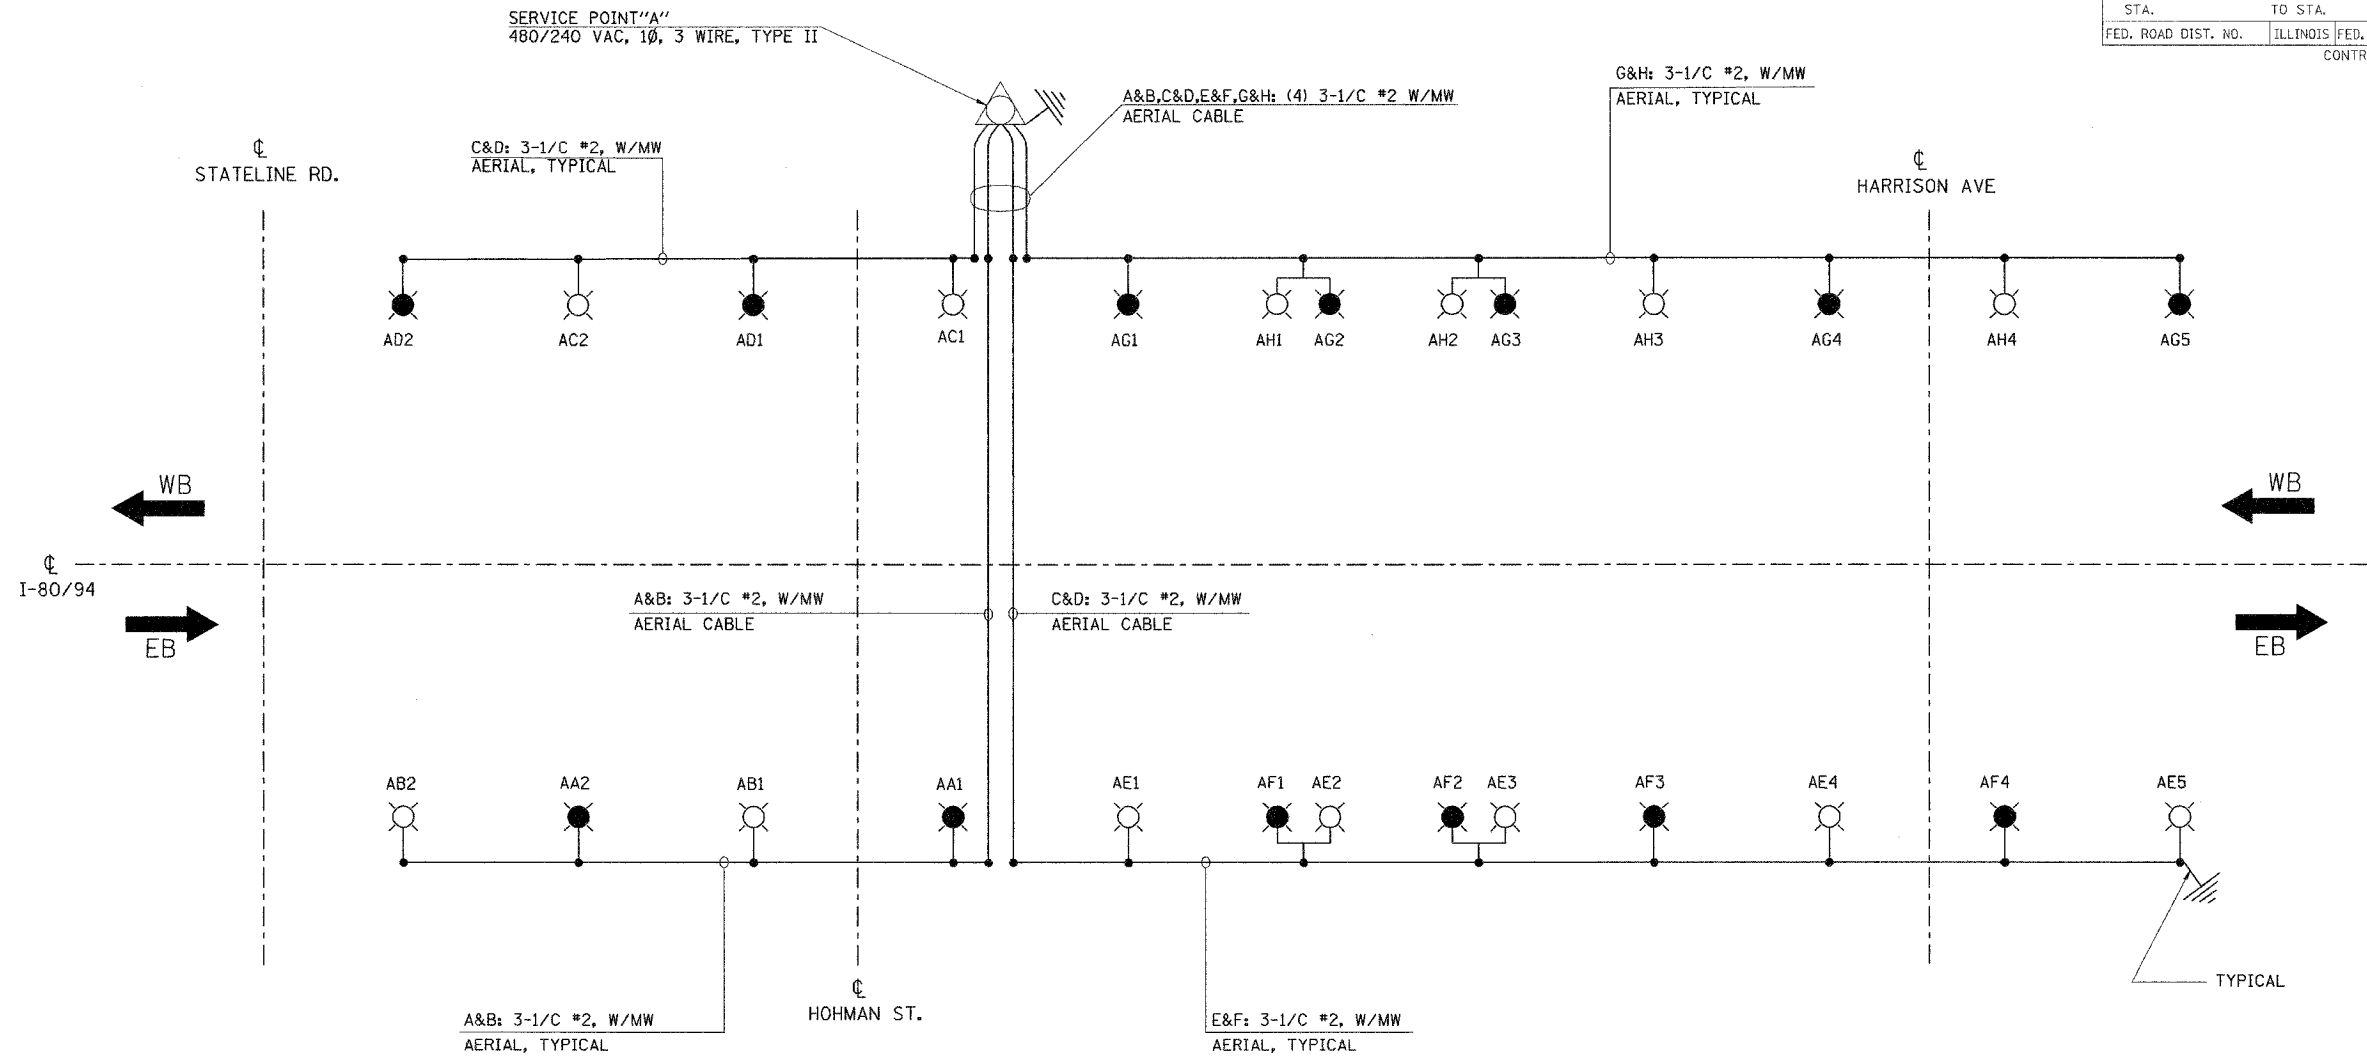 STA. TO STA.
FED. ROAD DIST. NO. ILLINOIS FED.
CONTR
SERVICE POINT"A"
480/240 VAC, 1Ø, 3 WIRE, TYPE II
A&B,C&D,E&F,G&H: (4) 3-1/C #2 W/MW
AERIAL CABLE
G&H: 3-1/C #2, W/MW
AERIAL, TYPICAL
C&D: 3-1/C #2, W/MW
AERIAL, TYPICAL
℄
STATELINE RD.
℄
HARRISON AVE
AD2 AC2 AD1 AC1 AG1 AH1 AG2 AH2 AG3 AH3 AG4 AH4 AG5
WB WB
℄
I-80/94
EB EB
A&B: 3-1/C #2, W/MW
AERIAL CABLE
C&D: 3-1/C #2, W/MW
AERIAL CABLE
AB2 AA2 AB1 AA1 AE1 AF1 AE2 AF2 AE3 AF3 AE4 AF4 AE5
TYPICAL
℄
HOHMAN ST.
A&B: 3-1/C #2, W/MW
AERIAL, TYPICAL
E&F: 3-1/C #2, W/MW
AERIAL, TYPICAL